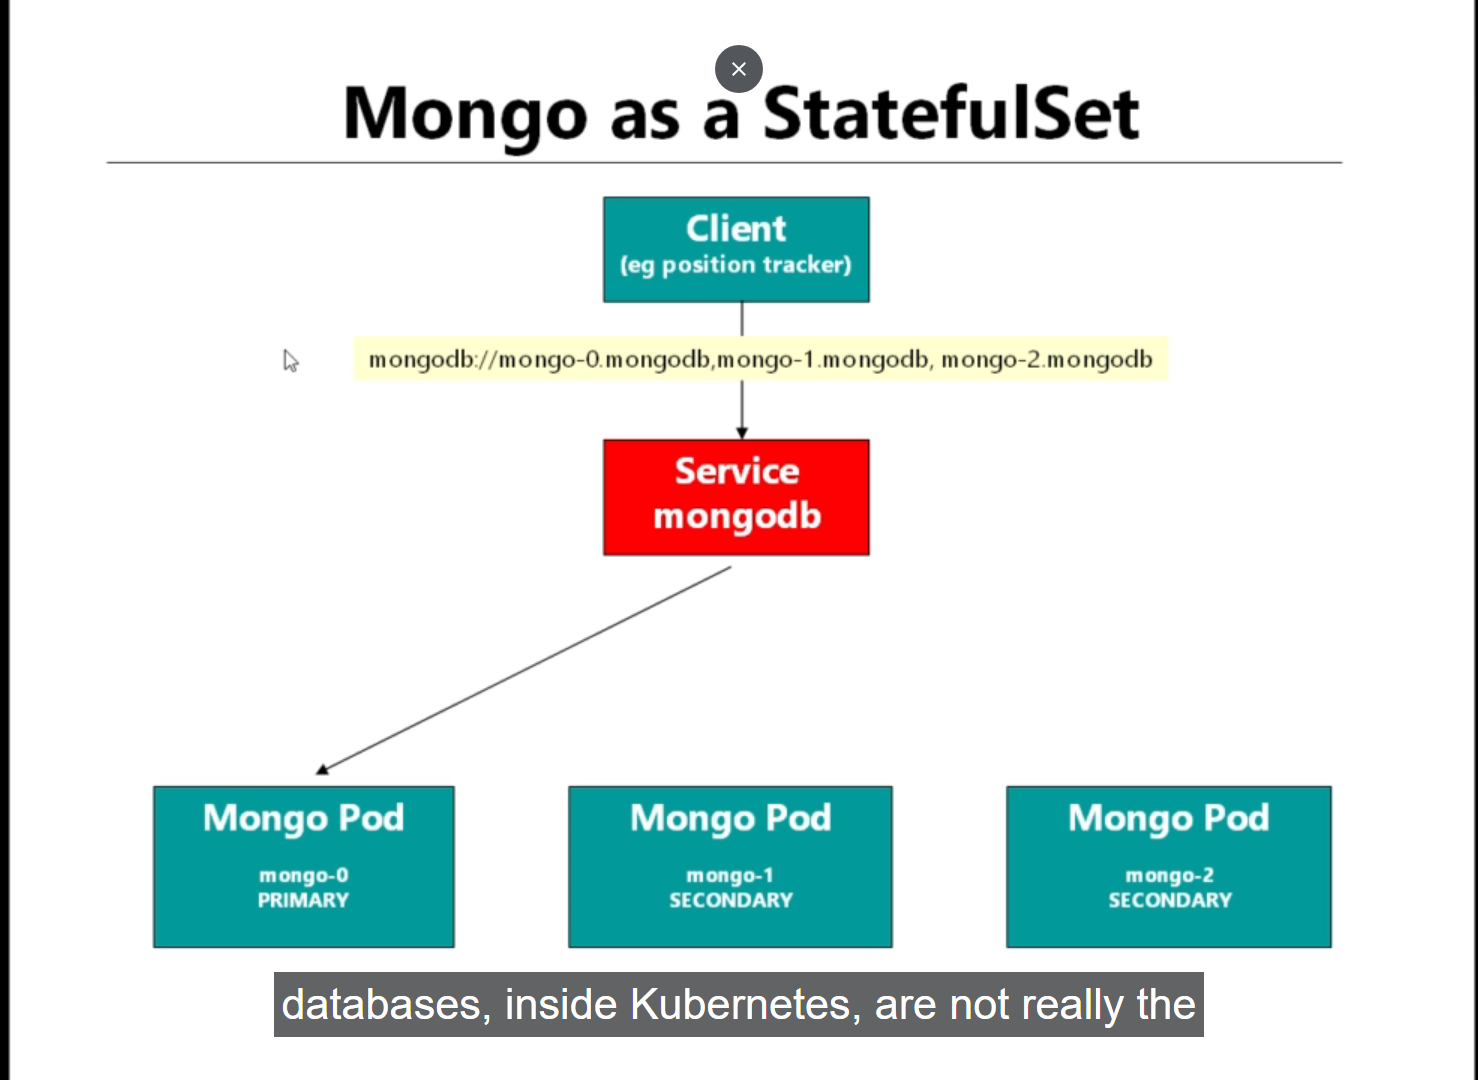 Mongo as a StatefulSet
Client
(eg position tracker)
mongodb://mongo-0.mongodb,mongo-1.mongodb, mongo-2.mongodb
Service
mongodb
Mongo Pod
mongo-0
PRIMARY
Mongo Pod
mongo-1
SECONDARY
Mongo Pod
mongo-2
SECONDARY
databases, inside Kubernetes, are not really the